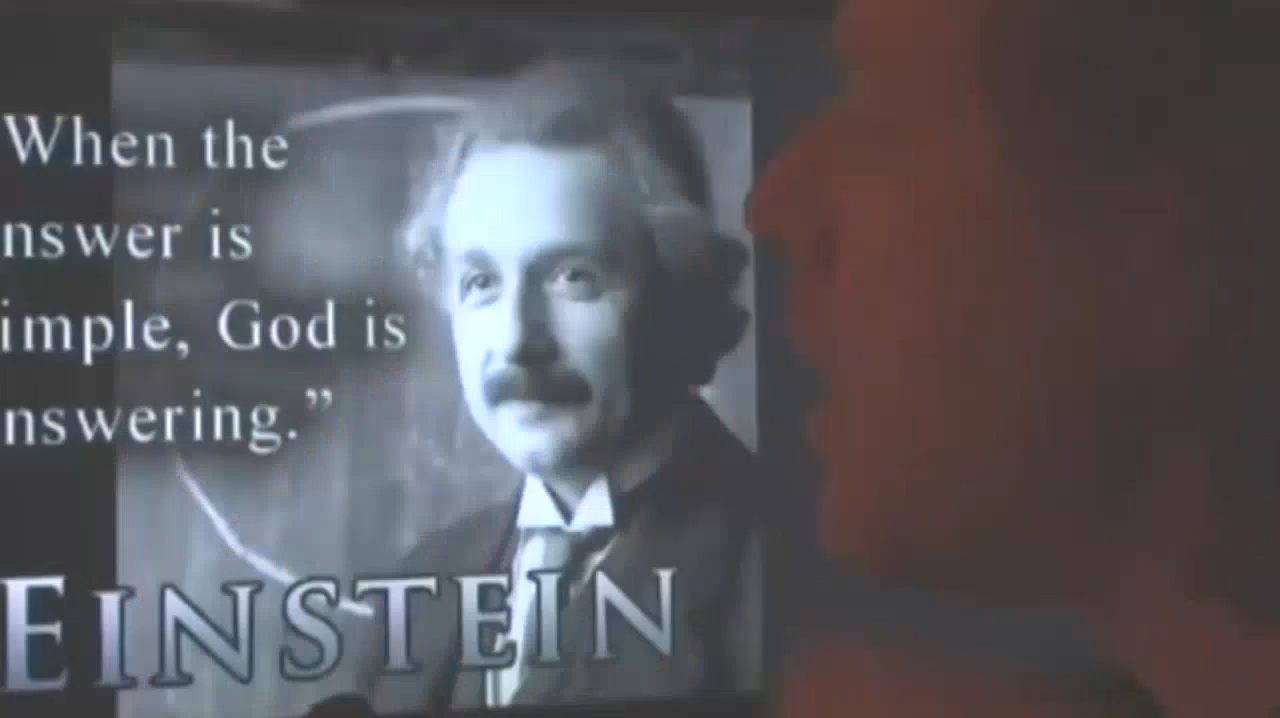 When the
nswer is
imple, God is
nswering.”
EINSTEIN